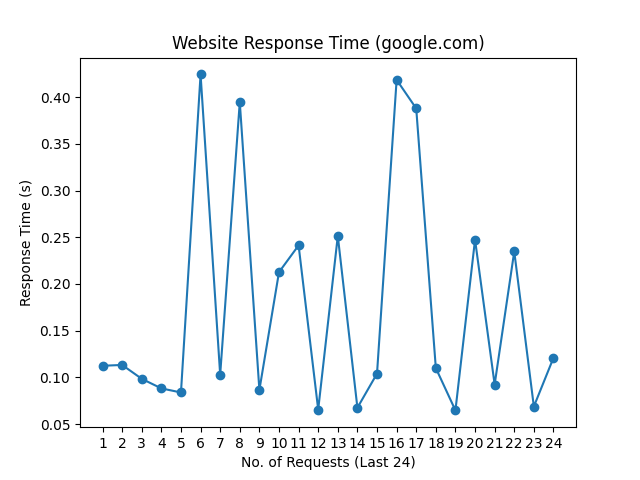 Website Response Time (google.com)
0.40
0.35
0.30
0.25
0.20
0.15
0.10
0.05
Response Time (s)
1 2 3 4 5 6 7 8 9 10 11 12 13 14 15 16 17 18 19 20 21 22 23 24
No. of Requests (Last 24)